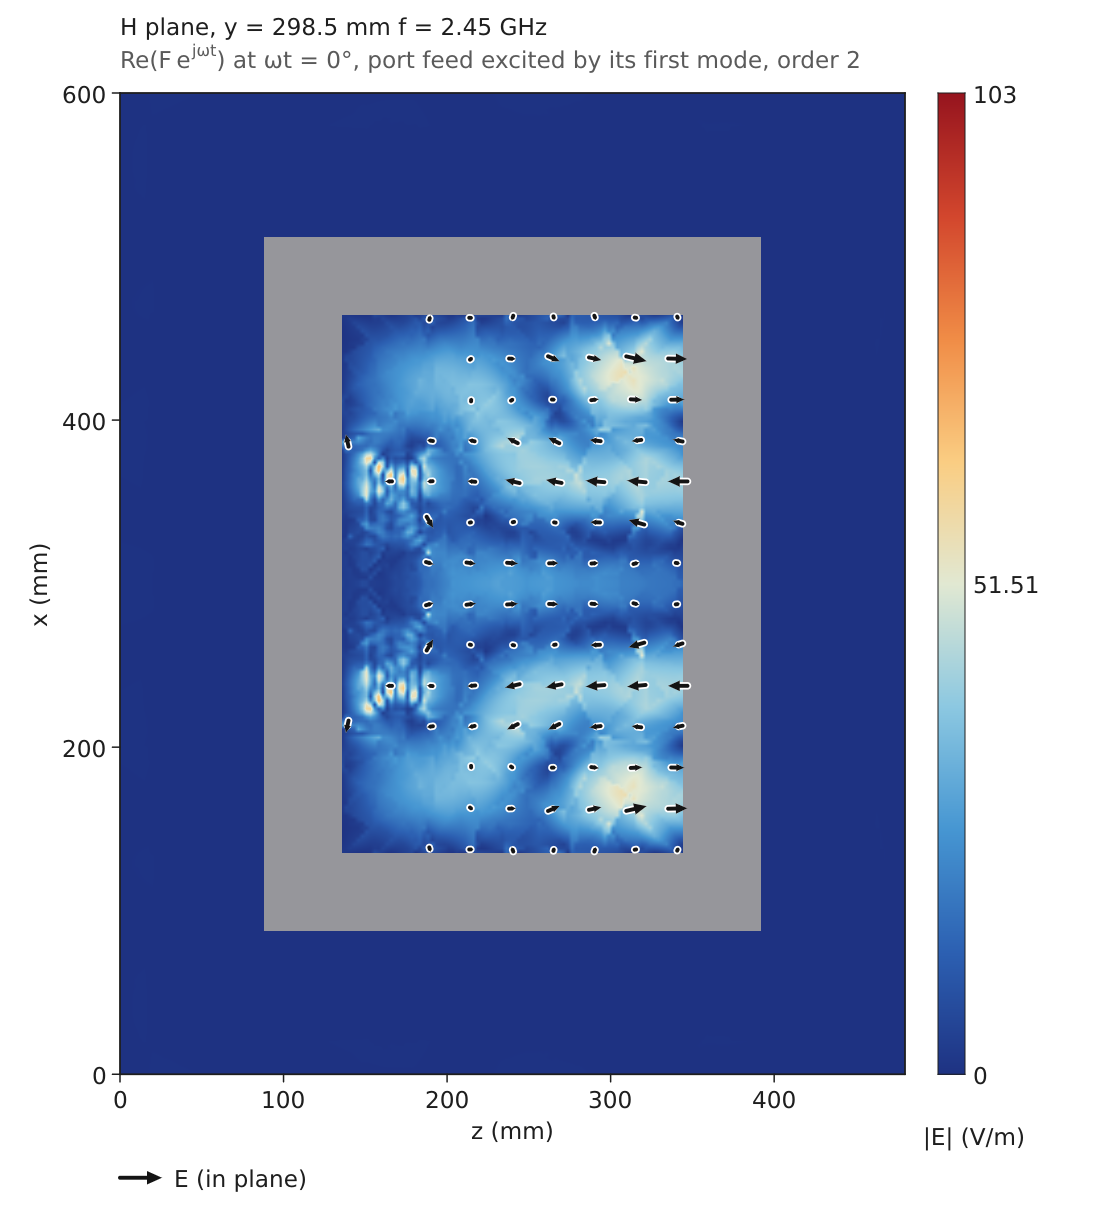 H plane, y = 298.5 mm f = 2.45 GHz
Re(F e^jωt) at ωt = 0°, port feed excited by its first mode, order 2
600
400
200
0
x (mm)
0 100 200 300 400
z (mm)
103
51.51
0
|E| (V/m)
E (in plane)